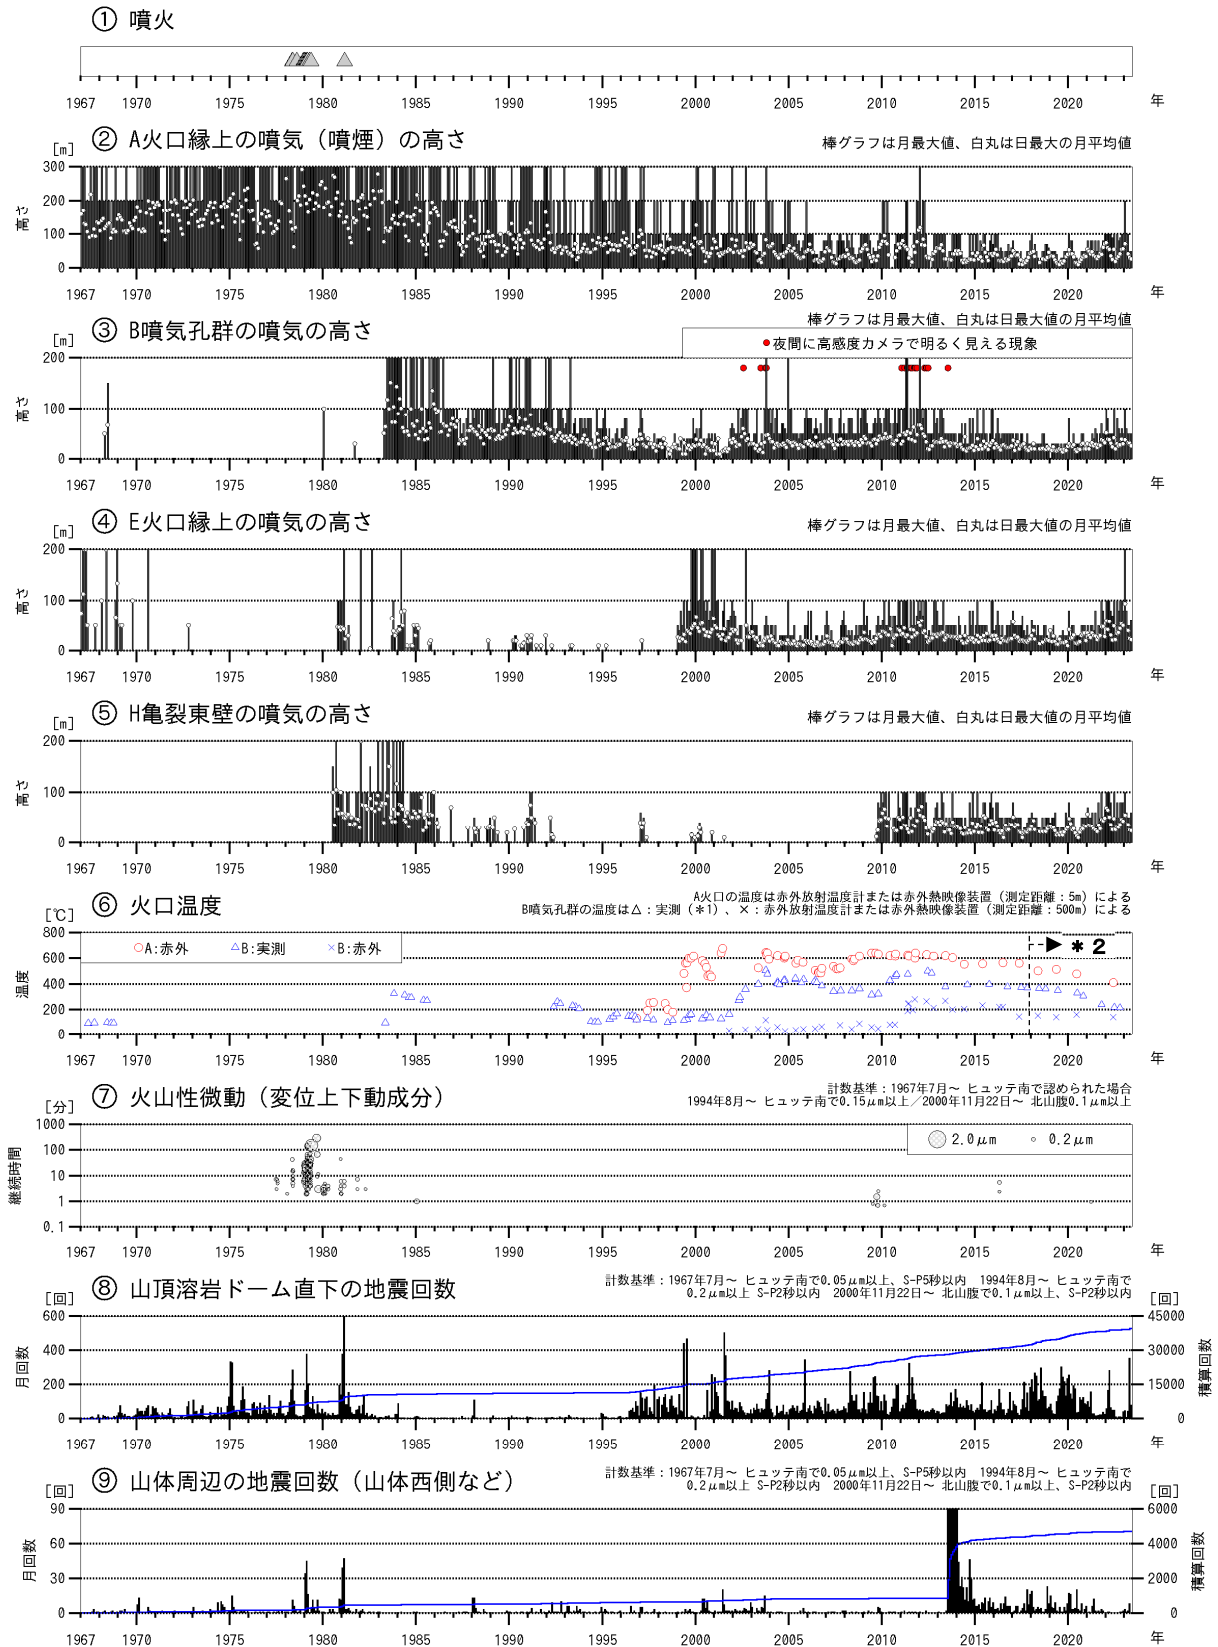 ① 噴火
1967 1970 1975 1980 1985 1990 1995 2000 2005 2010 2015 2020 年
② A火口縁上の噴気（噴煙）の高さ
棒グラフは月最大値、白丸は日最大の月平均値
[m]
高さ
300
200
100
0
1967 1970 1975 1980 1985 1990 1995 2000 2005 2010 2015 2020 年
③ B噴気孔群の噴気の高さ
棒グラフは月最大値、白丸は日最大値の月平均値
●夜間に高感度カメラで明るく見える現象
[m]
高さ
200
100
0
1967 1970 1975 1980 1985 1990 1995 2000 2005 2010 2015 2020 年
④ E火口縁上の噴気の高さ
棒グラフは月最大値、白丸は日最大値の月平均値
[m]
高さ
200
100
0
1967 1970 1975 1980 1985 1990 1995 2000 2005 2010 2015 2020 年
⑤ H亀裂東壁の噴気の高さ
棒グラフは月最大値、白丸は日最大値の月平均値
[m]
高さ
200
100
0
1967 1970 1975 1980 1985 1990 1995 2000 2005 2010 2015 2020 年
⑥ 火口温度
A火口の温度は赤外放射温度計または赤外熱映像装置（測定距離：5m）による
B噴気孔群の温度は△：実測（＊1）、×：赤外放射温度計または赤外熱映像装置（測定距離：500m）による
[℃]
温度
800
600
400
200
0
○A:赤外 △B:実測 ×B:赤外
＊2
1967 1970 1975 1980 1985 1990 1995 2000 2005 2010 2015 2020 年
⑦ 火山性微動（変位上下動成分）
計数基準：1967年7月～ ヒュッテ南で認められた場合
1994年8月～ ヒュッテ南で0.15μm以上／2000年11月22日～ 北山腹0.1μm以上
[分]
継続時間
1000
100
10
1
0.1
2.0μm 0.2μm
1967 1970 1975 1980 1985 1990 1995 2000 2005 2010 2015 2020 年
⑧ 山頂溶岩ドーム直下の地震回数
計数基準：1967年7月～ ヒュッテ南で0.05μm以上、S-P5秒以内 1994年8月～ ヒュッテ南で
0.2μm以上 S-P2秒以内 2000年11月22日～ 北山腹で0.1μm以上、S-P2秒以内
[回]
[回]
月回数
600
400
200
0
45000
30000
15000
0
積算回数
1967 1970 1975 1980 1985 1990 1995 2000 2005 2010 2015 2020 年
⑨ 山体周辺の地震回数（山体西側など）
計数基準：1967年7月～ ヒュッテ南で0.05μm以上、S-P5秒以内 1994年8月～ ヒュッテ南で
0.2μm以上 S-P2秒以内 2000年11月22日～ 北山腹で0.1μm以上、S-P2秒以内
[回]
[回]
月回数
90
60
30
0
6000
4000
2000
0
積算回数
1967 1970 1975 1980 1985 1990 1995 2000 2005 2010 2015 2020 年